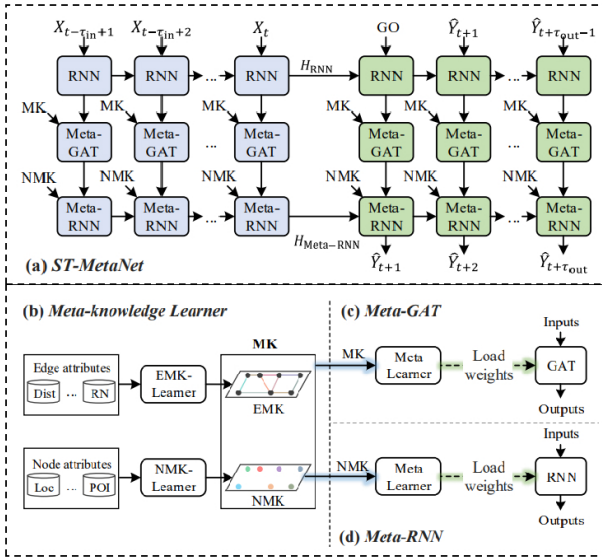 X_{t−τ_in+1} X_{t−τ_in+2} X_t GO Ŷ_{t+1} Ŷ_{t+τ_out−1}
RNN RNN ... RNN H_RNN RNN RNN ... RNN
MK MK MK MK MK MK
Meta-GAT Meta-GAT ... Meta-GAT Meta-GAT Meta-GAT ... Meta-GAT
NMK NMK NMK NMK NMK NMK
Meta-RNN Meta-RNN ... Meta-RNN H_{Meta−RNN} Meta-RNN Meta-RNN ... Meta-RNN
Ŷ_{t+1} Ŷ_{t+2} Ŷ_{t+τ_out}
(a) ST-MetaNet
(b) Meta-knowledge Learner
MK
Edge attributes
Dist ... RN
EMK-Learner
EMK
Node attributes
Loc ... POI
NMK-Learner
NMK
(c) Meta-GAT
MK
Meta Learner
Load weights
Inputs
GAT
Outputs
NMK
Meta Learner
Load weights
Inputs
RNN
Outputs
(d) Meta-RNN